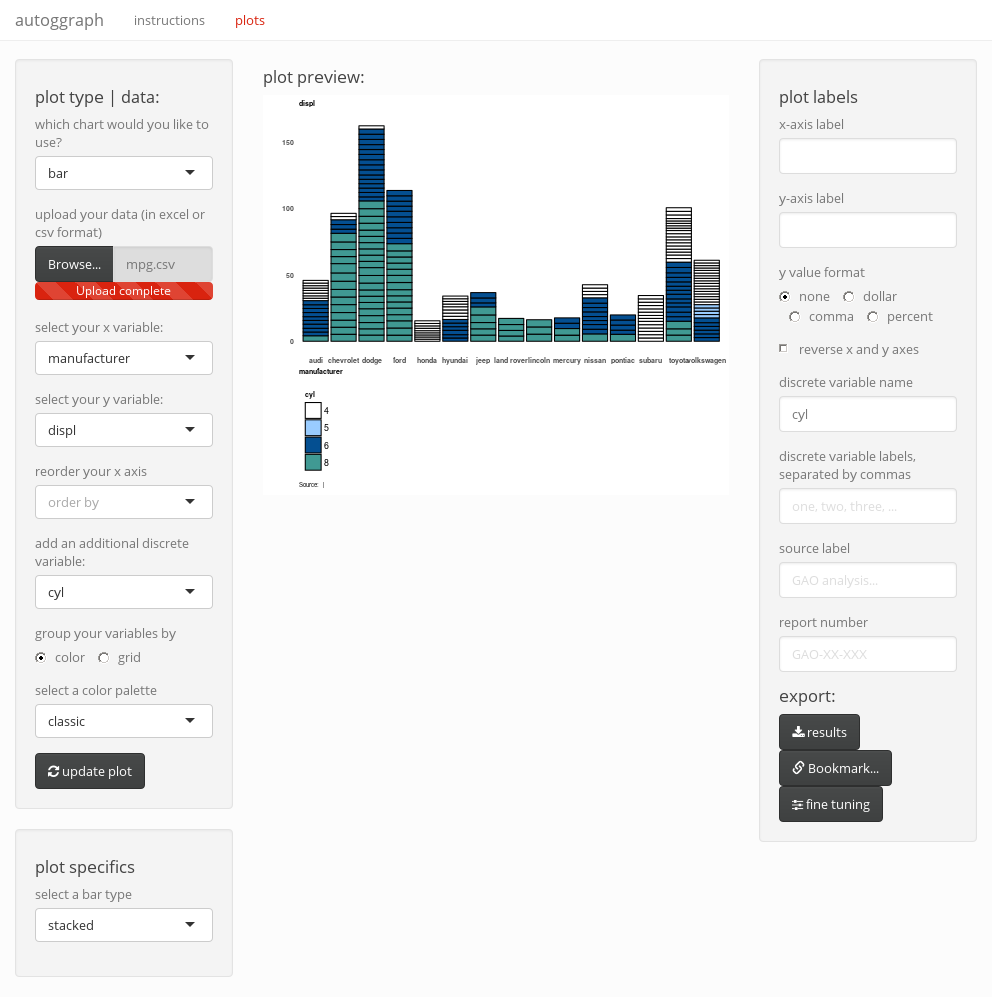 autoggraph instructions plots
plot type | data:
which chart would you like to
use?
bar
upload your data (in excel or
csv format)
Browse... mpg.csv
Upload complete
select your x variable:
manufacturer
select your y variable:
displ
reorder your x axis
order by
add an additional discrete
variable:
cyl
group your variables by
color grid
select a color palette
classic
update plot
plot specifics
select a bar type
stacked
plot preview:
displ
150
100
50
0
audi chevrolet dodge ford honda hyundai jeep land rover lincoln mercury nissan pontiac subaru toyota volkswagen
manufacturer
cyl
4
5
6
8
Source: |
plot labels
x-axis label
y-axis label
y value format
none dollar
comma percent
reverse x and y axes
discrete variable name
cyl
discrete variable labels,
separated by commas
one, two, three, ...
source label
GAO analysis...
report number
GAO-XX-XXX
export:
results
Bookmark...
fine tuning